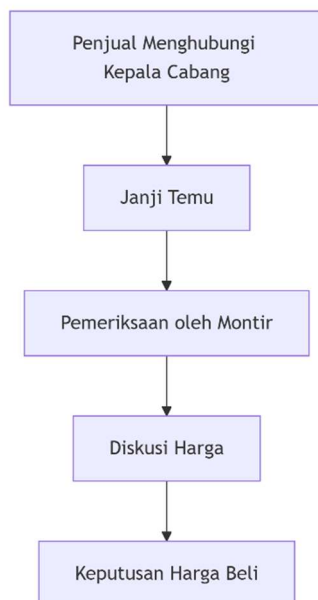 Penjual Menghubungi
Kepala Cabang
Janji Temu
Pemeriksaan oleh Montir
Diskusi Harga
Keputusan Harga Beli